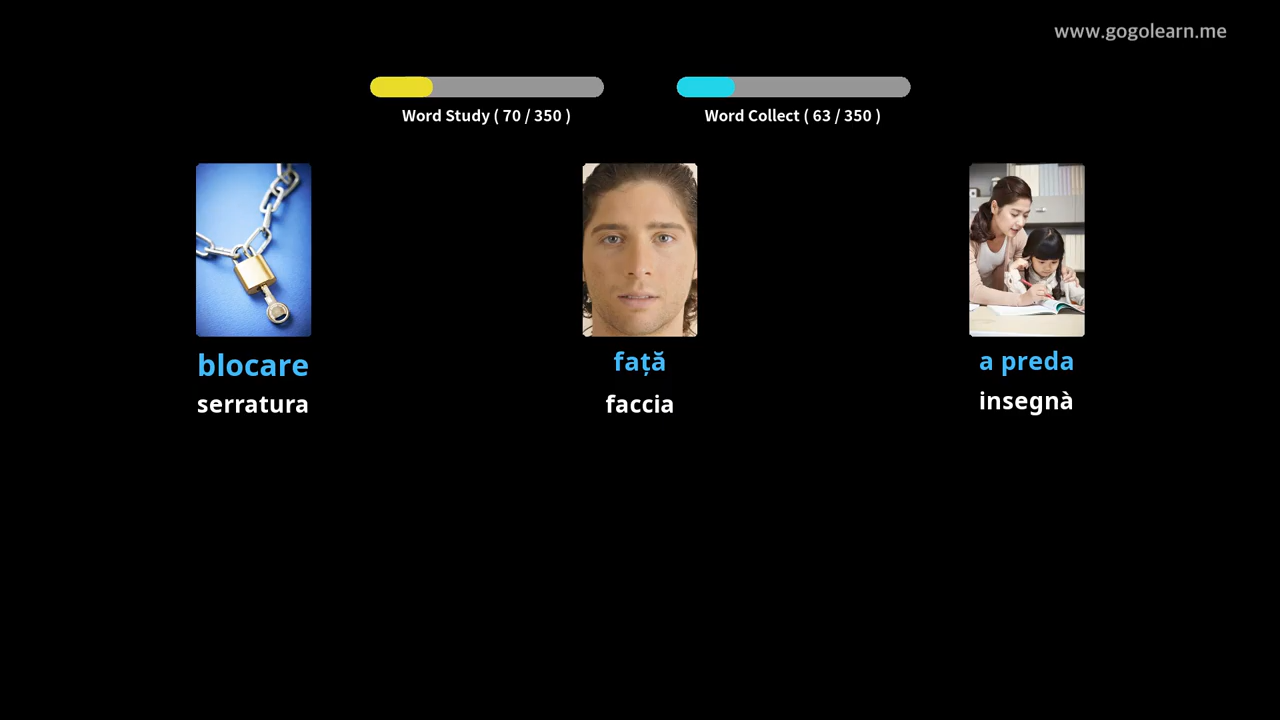 www.gogolearn.me
Word Study ( 70 / 350 )
Word Collect ( 63 / 350 )
blocare
serratura
față
faccia
a preda
insegnà